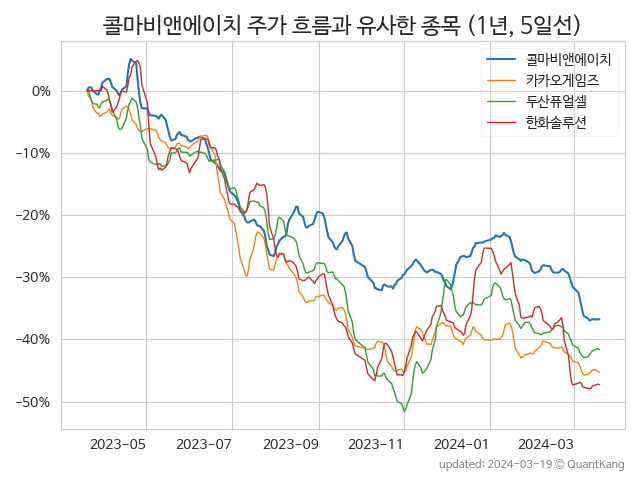 콜마비앤에이치 주가 흐름과 유사한 종목 (1년, 5일선)
콜마비앤에이치
카카오게임즈
두산퓨얼셀
한화솔루션
0%
−10%
−20%
−30%
−40%
−50%
2023-05 2023-07 2023-09 2023-11 2024-01 2024-03
updated: 2024-03-19 © QuantKang